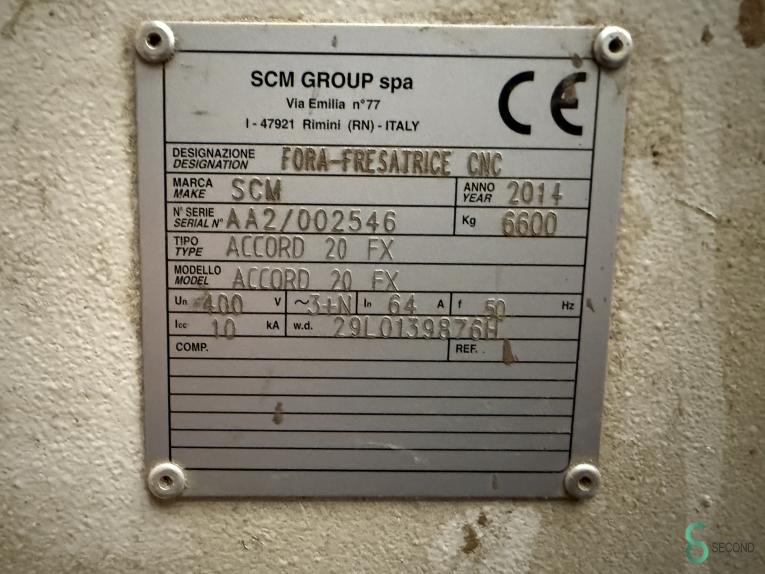 SCM GROUP spa
Via Emilia n°77
I - 47921 Rimini (RN) - ITALY
CE
DESIGNAZIONE
DESIGNATION
FORA-FRESATRICE CNC
MARCA
MAKE
SCM
ANNO
YEAR
2014
N° SERIE
SERIAL N°
AA2/002546
Kg 6600
TIPO
TYPE
ACCORD 20 FX
MODELLO
MODEL
ACCORD 20 FX
Un 400 V ~3+N In 64 A f 50 Hz
Icc 10 kA w.d. 29L0139876H
COMP. REF.
SECOND